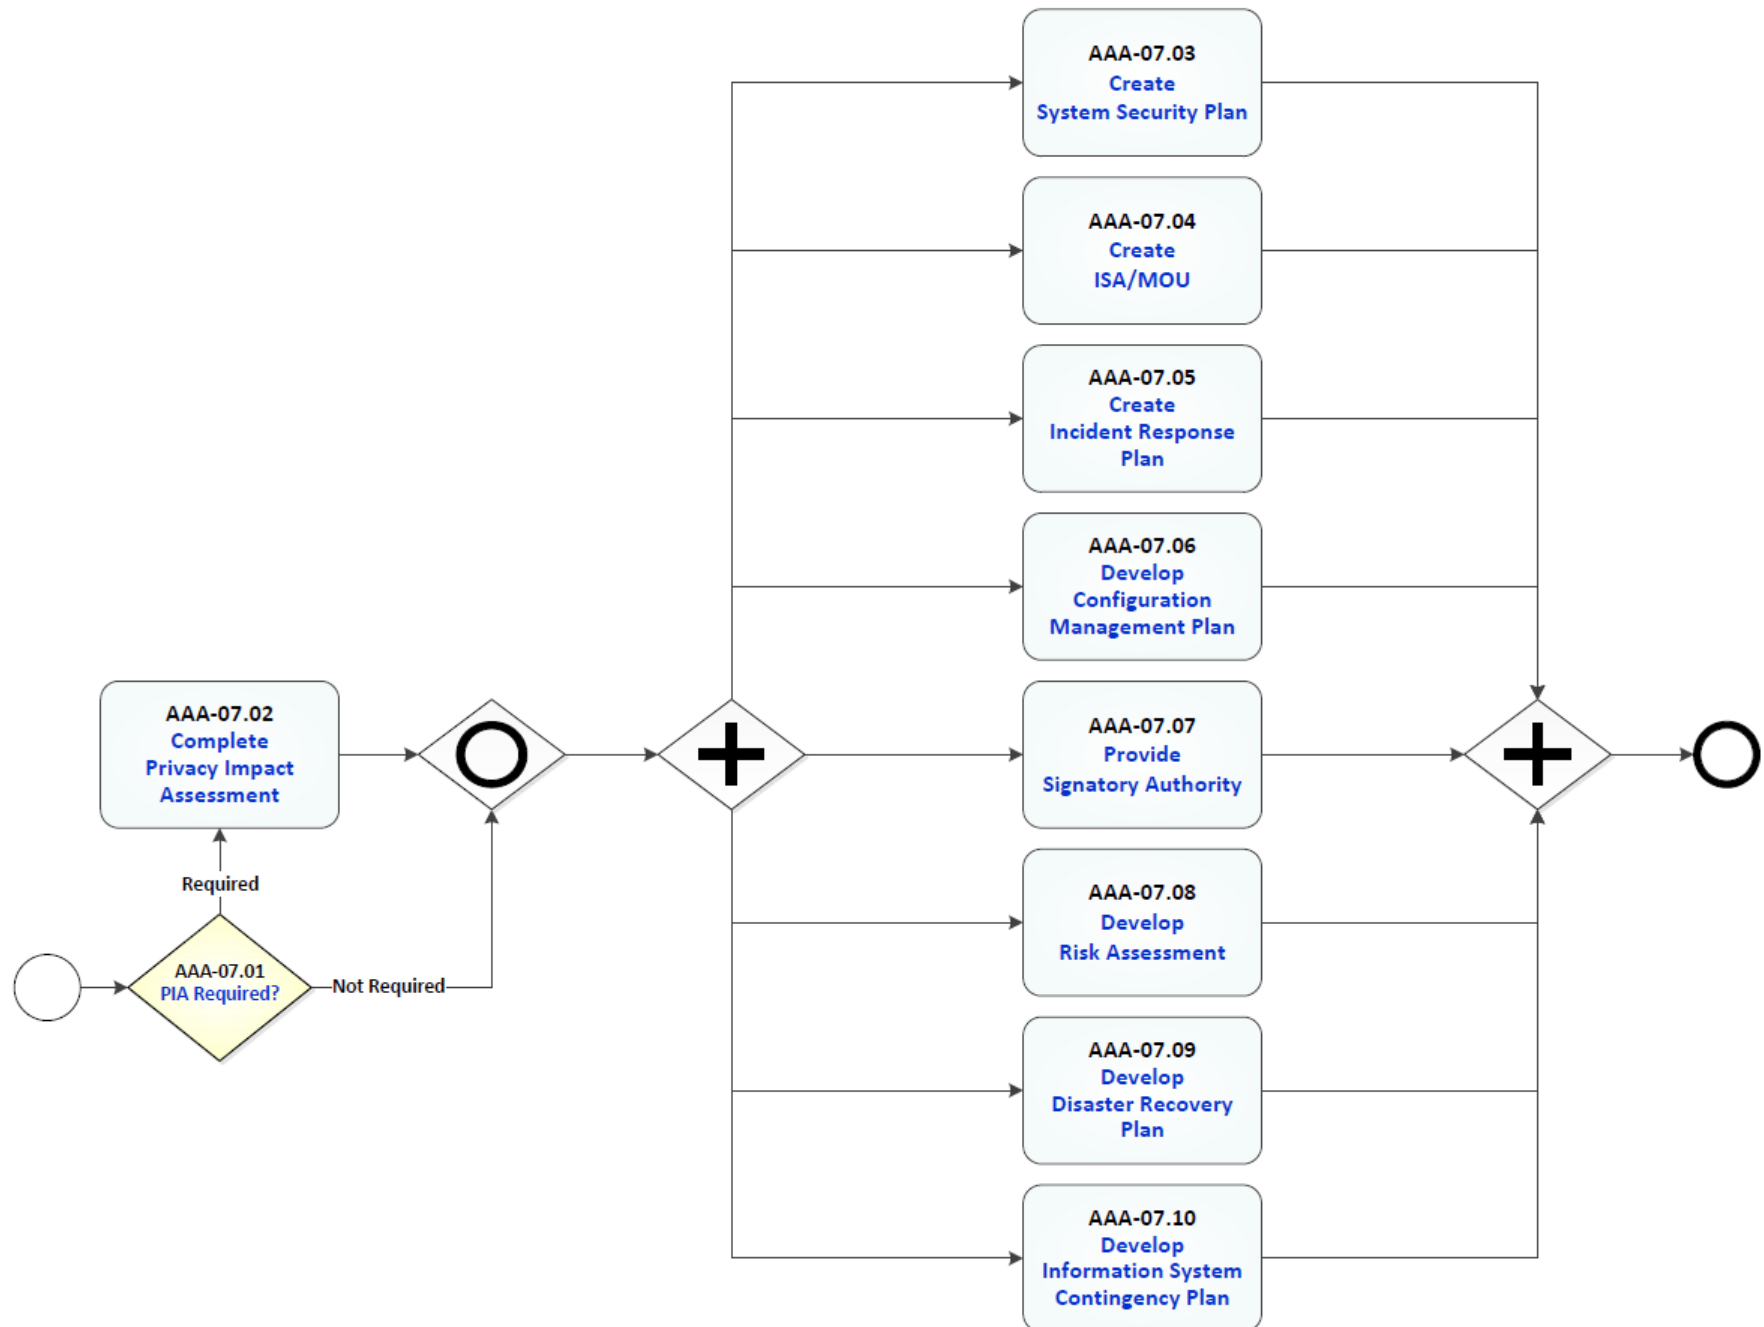 AAA-07.03
Create
System Security Plan
AAA-07.04
Create
ISA/MOU
AAA-07.05
Create
Incident Response
Plan
AAA-07.06
Develop
Configuration
Management Plan
AAA-07.02
Complete
Privacy Impact
Assessment
AAA-07.07
Provide
Signatory Authority
Required
AAA-07.08
Develop
Risk Assessment
AAA-07.01
PIA Required?
Not Required
AAA-07.09
Develop
Disaster Recovery
Plan
AAA-07.10
Develop
Information System
Contingency Plan